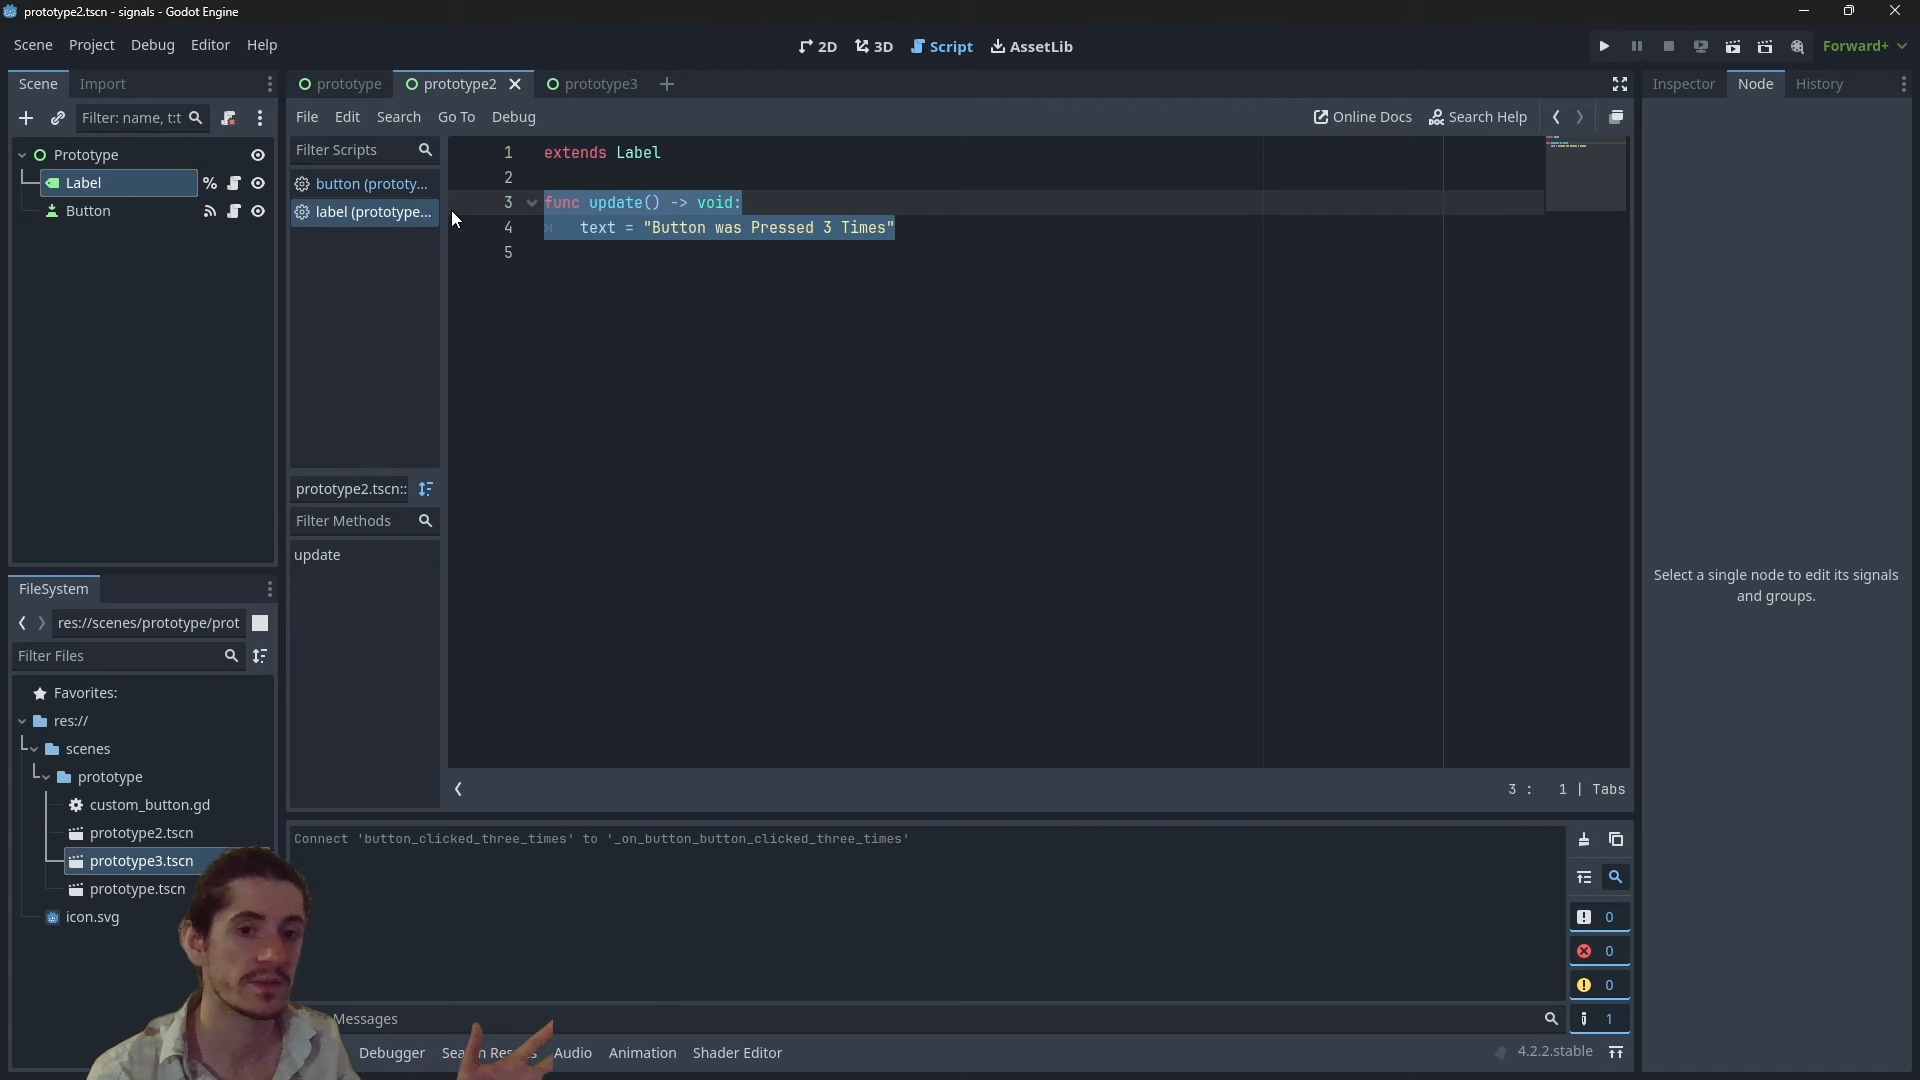 prototype2.tscn - signals - Godot Engine
Scene Project Debug Editor Help
2D 3D Script AssetLib
Forward+
Scene Import
prototype prototype2 prototype3
Inspector Node History
Filter: name, t:t
File Edit Search Go To Debug
Online Docs Search Help
Prototype
Label
Button
Filter Scripts
button (prototy...
label (prototype...
1 extends Label
2
3 func update() -> void:
4 text = "Button was Pressed 3 Times"
5
prototype2.tscn::
Filter Methods
update
Select a single node to edit its signals
and groups.
FileSystem
res://scenes/prototype/prot
Filter Files
Favorites:
res://
scenes
prototype
custom_button.gd
prototype2.tscn
prototype3.tscn
prototype.tscn
icon.svg
3 : 1 | Tabs
Connect 'button_clicked_three_times' to '_on_button_button_clicked_three_times'
0
0
0
1
Messages
Debugger Audio Animation Shader Editor
4.2.2.stable